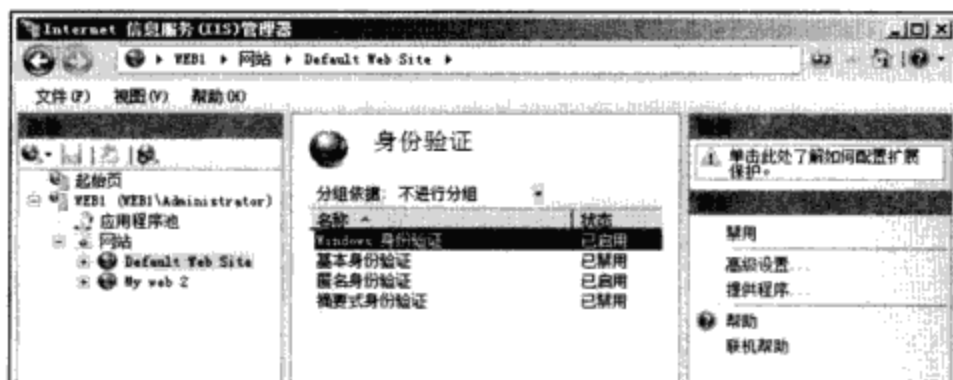 Internet 信息服务(IIS)管理器
WEB1 ▸ 网站 ▸ Default Web Site ▸
文件(F) 视图(V) 帮助(H)
起始页
WEB1 (WEB1\Administrator)
应用程序池
网站
Default Web Site
My web 2
身份验证
分组依据: 不进行分组
名称 状态
Windows 身份验证 已启用
基本身份验证 已禁用
匿名身份验证 已启用
摘要式身份验证 已禁用
单击此处了解如何配置扩展
保护。
禁用
高级设置...
提供程序...
帮助
联机帮助